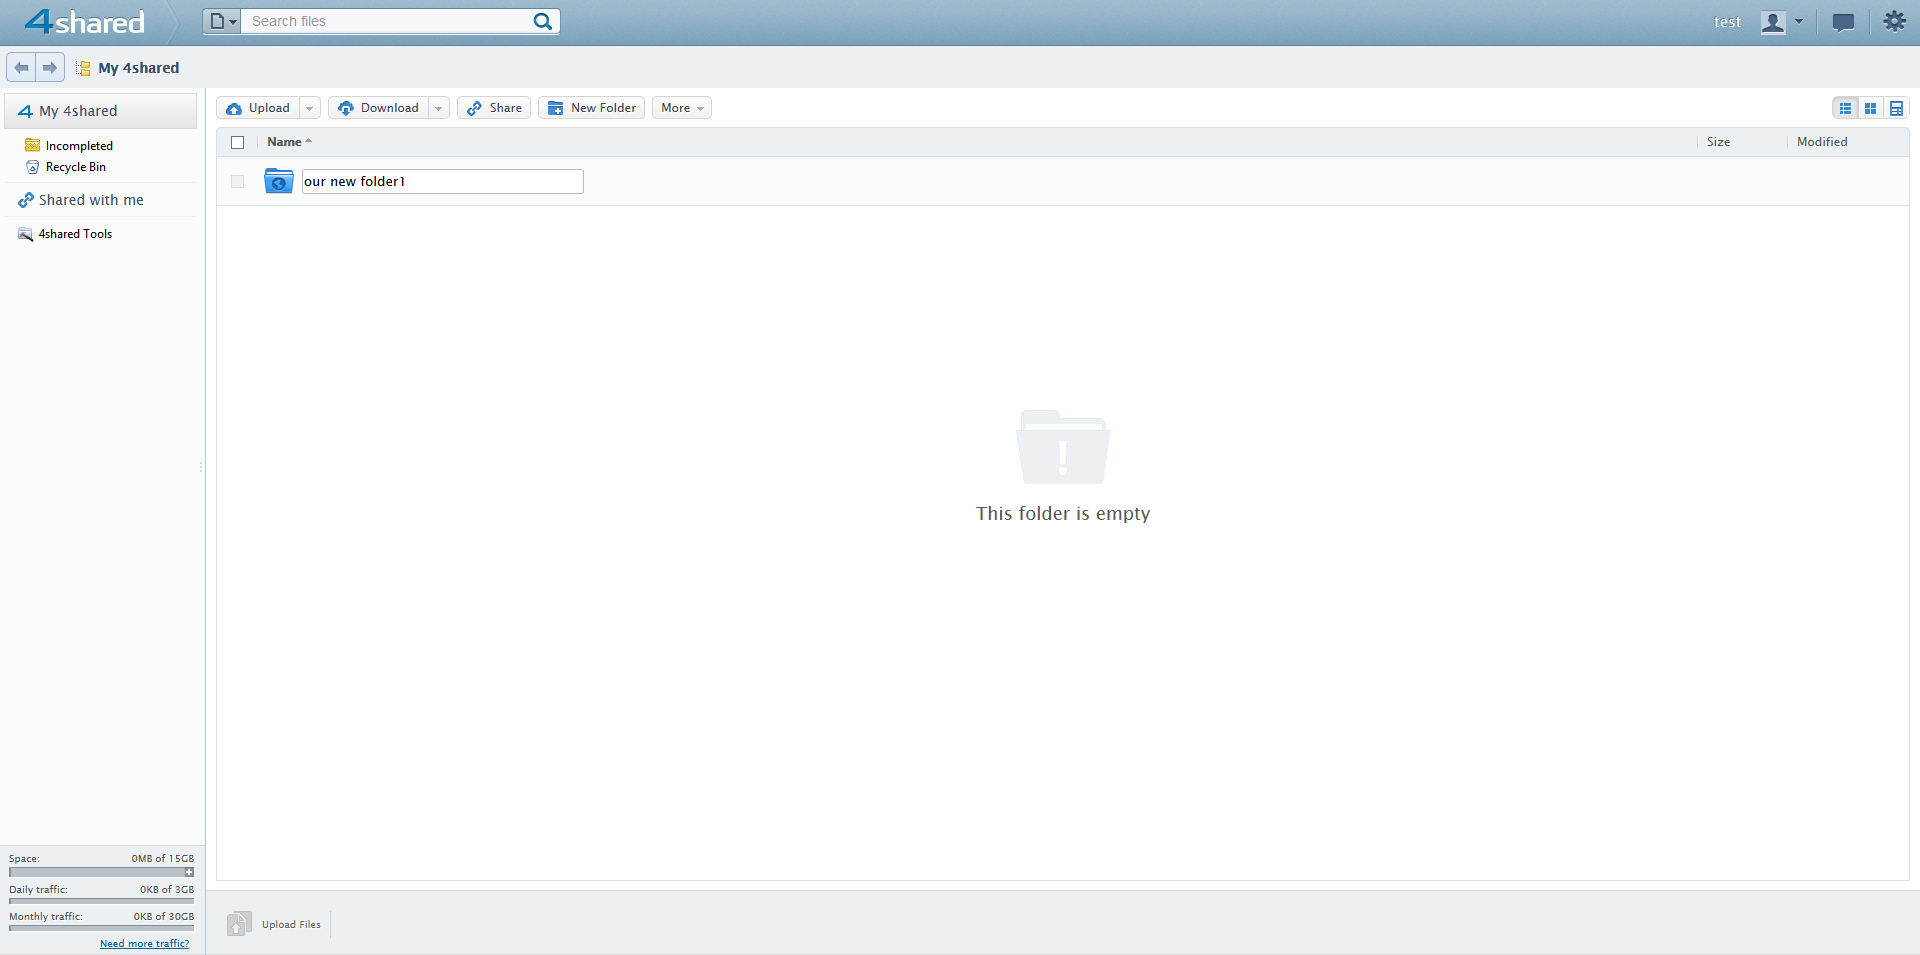 4shared
Search files
test
My 4shared
My 4shared
Incompleted
Recycle Bin
Shared with me
4shared Tools
Upload
Download
Share
New Folder
More
Name
Size
Modified
our new folder1
This folder is empty
Space: 0MB of 15GB
Daily traffic: 0KB of 3GB
Monthly traffic: 0KB of 30GB
Need more traffic?
Upload Files